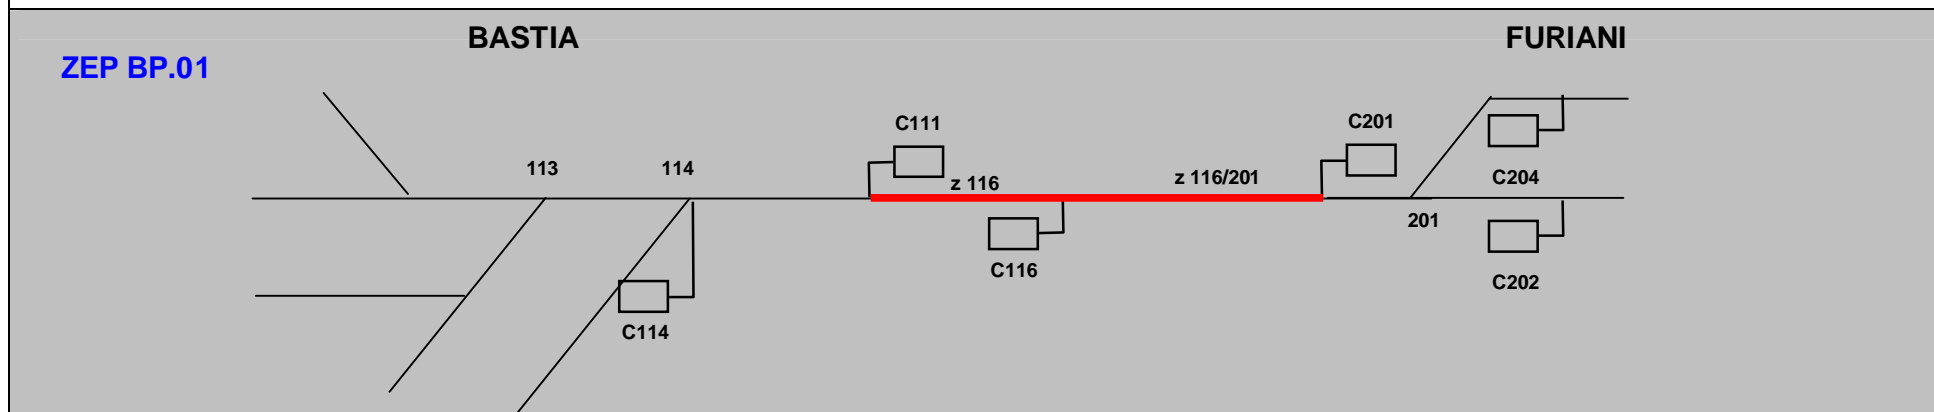 BASTIA
FURIANI
ZEP BP.01
C111
C201
113
114
z 116
z 116/201
C204
201
C116
C202
C114